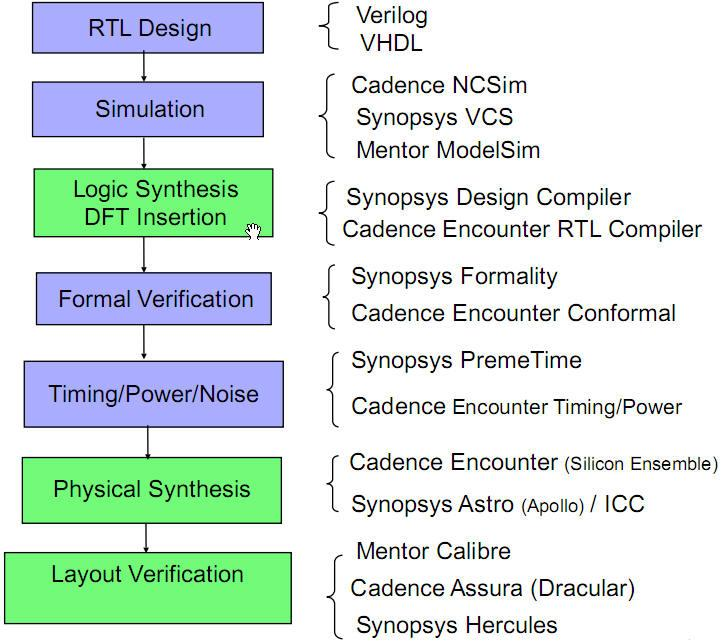 RTL Design
Verilog
VHDL
Simulation
Cadence NCSim
Synopsys VCS
Mentor ModelSim
Logic Synthesis
DFT Insertion
Synopsys Design Compiler
Cadence Encounter RTL Compiler
Formal Verification
Synopsys Formality
Cadence Encounter Conformal
Timing/Power/Noise
Synopsys PremeTime
Cadence Encounter Timing/Power
Physical Synthesis
Cadence Encounter (Silicon Ensemble)
Synopsys Astro (Apollo) / ICC
Layout Verification
Mentor Calibre
Cadence Assura (Dracular)
Synopsys Hercules